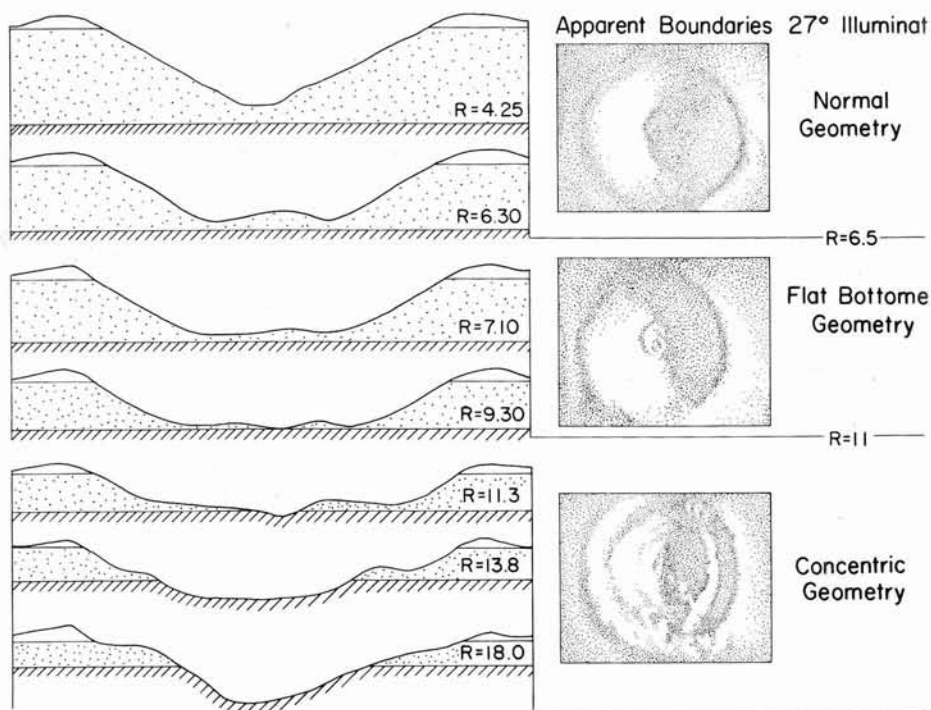 Apparent Boundaries 27° Illuminat
R=4.25
Normal
Geometry
R=6.30
R=6.5
R=7.10
Flat Bottome
Geometry
R=9.30
R=11
R=11.3
R=13.8
Concentric
Geometry
R=18.0